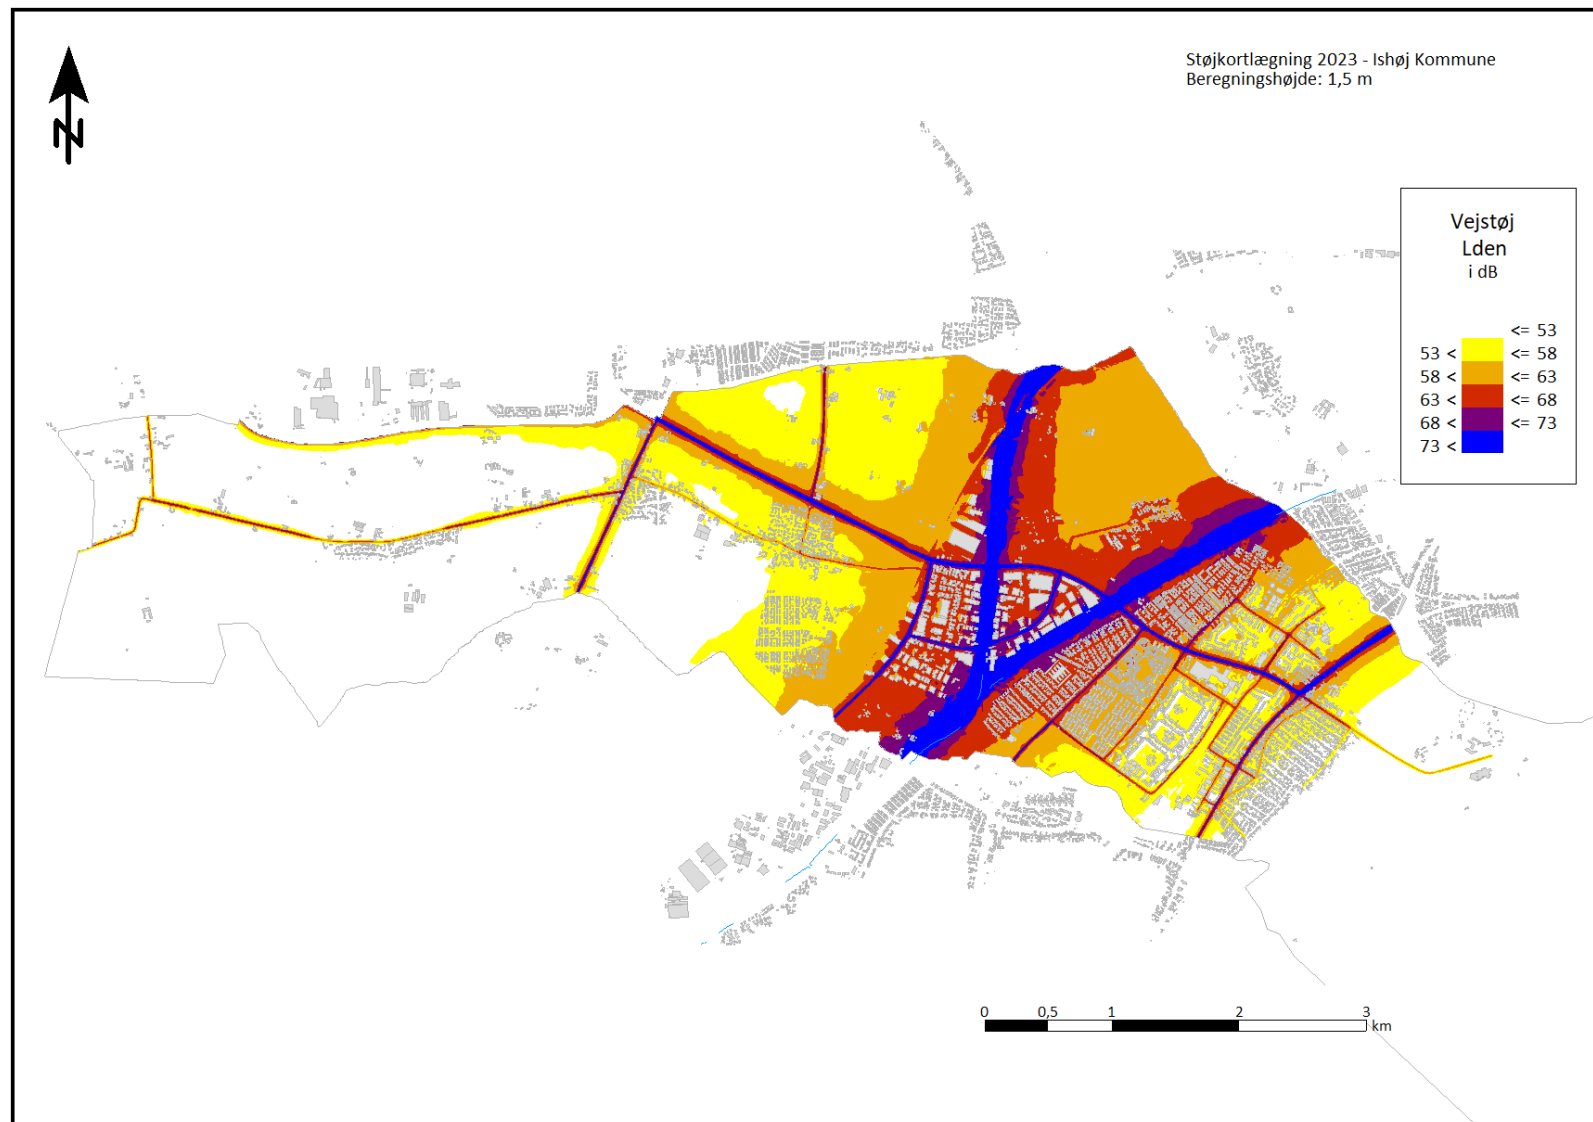 Støjkortlægning 2023 - Ishøj Kommune
Beregningshøjde: 1,5 m
N
Vejstøj
Lden
i dB
<= 53
53 < <= 58
58 < <= 63
63 < <= 68
68 < <= 73
73 <
0 0,5 1 2 3
km